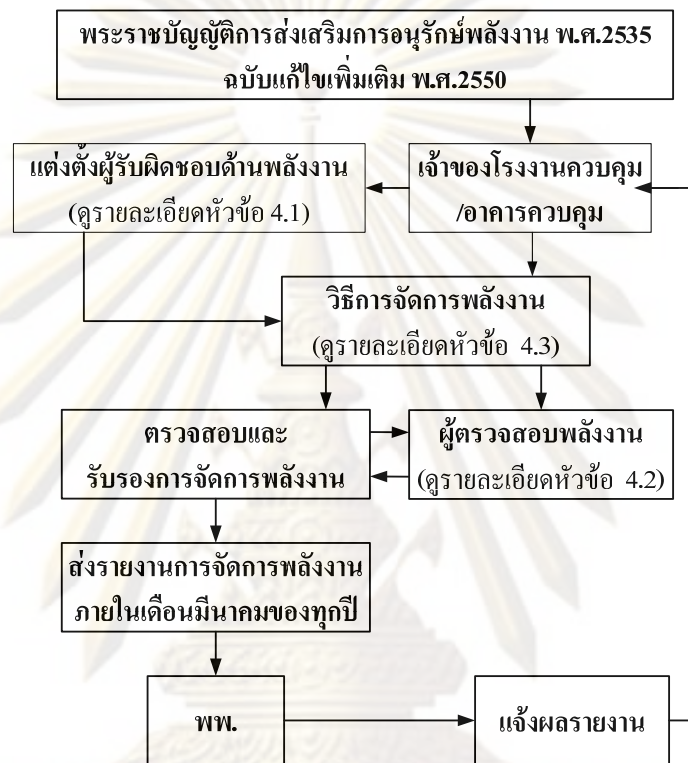 พระราชบัญญัติการส่งเสริมการอนุรักษ์พลังงาน พ.ศ.2535
ฉบับแก้ไขเพิ่มเติม พ.ศ.2550
แต่งตั้งผู้รับผิดชอบด้านพลังงาน
(ดูรายละเอียดหัวข้อ 4.1)
เจ้าของโรงงานควบคุม
/อาคารควบคุม
วิธีการจัดการพลังงาน
(ดูรายละเอียดหัวข้อ 4.3)
ตรวจสอบและ
รับรองการจัดการพลังงาน
ผู้ตรวจสอบพลังงาน
(ดูรายละเอียดหัวข้อ 4.2)
ส่งรายงานการจัดการพลังงาน
ภายในเดือนมีนาคมของทุกปี
พพ.
แจ้งผลรายงาน